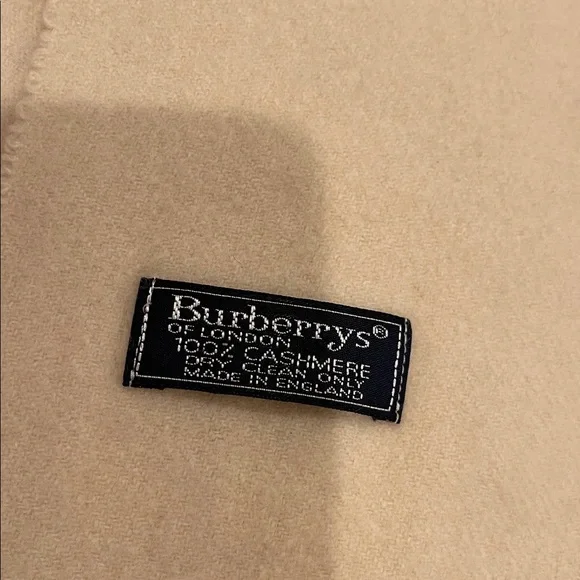 Burberrys®
OF LONDON
100% CASHMERE
DRY CLEAN ONLY
MADE IN ENGLAND